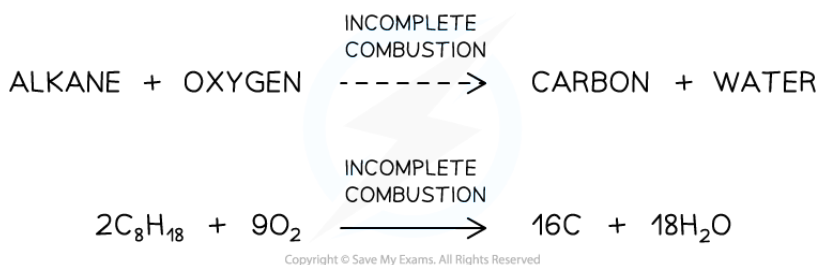 INCOMPLETE
COMBUSTION
ALKANE + OXYGEN ⇢ CARBON + WATER
INCOMPLETE
COMBUSTION
2C₈H₁₈ + 9O₂ → 16C + 18H₂O
Copyright © Save My Exams. All Rights Reserved